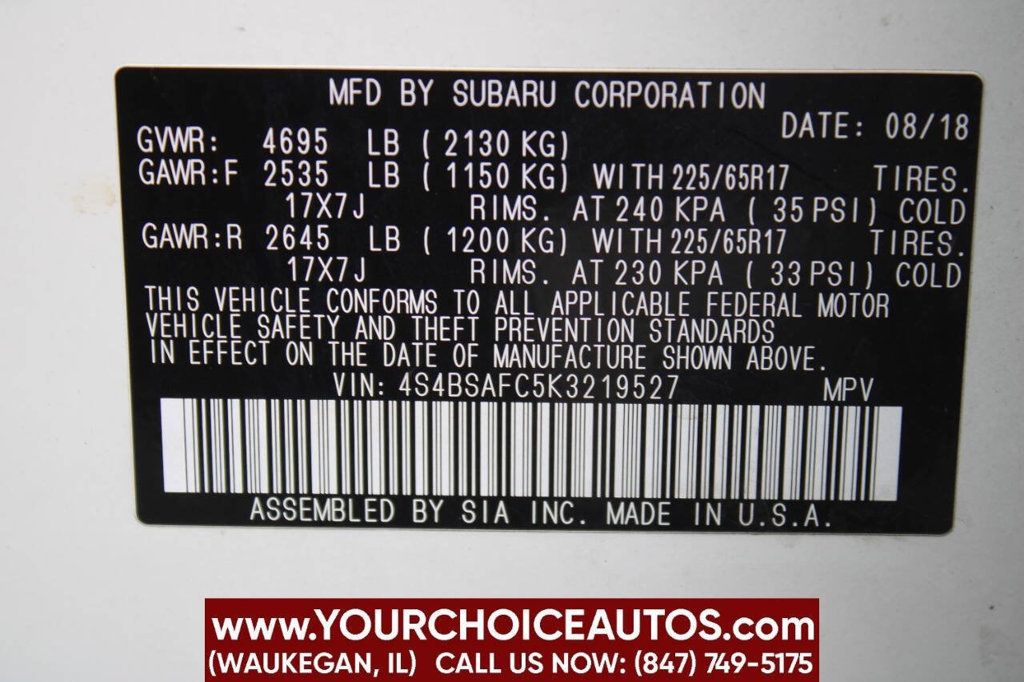 MFD BY SUBARU CORPORATION
DATE: 08/18
GVWR: 4695 LB ( 2130 KG)
GAWR:F 2535 LB ( 1150 KG) WITH 225/65R17 TIRES.
17X7J RIMS. AT 240 KPA ( 35 PSI) COLD
GAWR:R 2645 LB ( 1200 KG) WITH 225/65R17 TIRES.
17X7J RIMS. AT 230 KPA ( 33 PSI) COLD
THIS VEHICLE CONFORMS TO ALL APPLICABLE FEDERAL MOTOR
VEHICLE SAFETY AND THEFT PREVENTION STANDARDS
IN EFFECT ON THE DATE OF MANUFACTURE SHOWN ABOVE.
VIN: 4S4BSAFC5K3219527 MPV
ASSEMBLED BY SIA INC. MADE IN U.S.A.
www.YOURCHOICEAUTOS.com
(WAUKEGAN, IL) CALL US NOW: (847) 749-5175